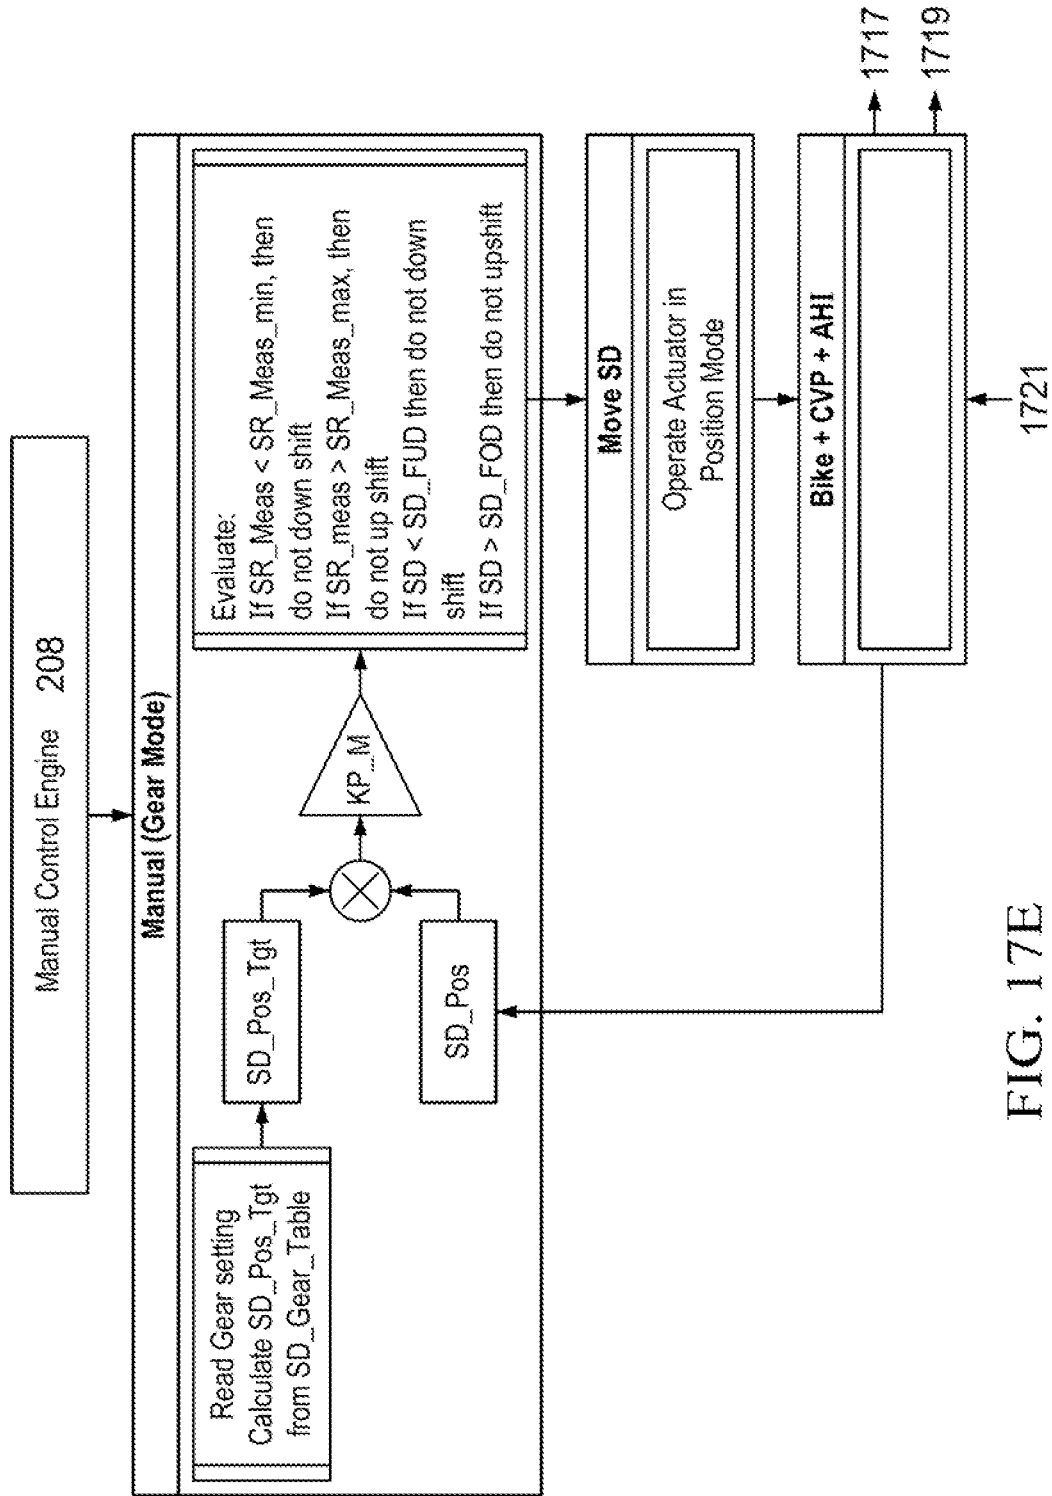 Manual Control Engine 208
Manual (Gear Mode)
Read Gear setting
Calculate SD_Pos_Tgt
from SD_Gear_Table
SD_Pos_Tgt
SD_Pos
KP_M
Evaluate:
If SR_Meas < SR_Meas_min, then
do not down shift
If SR_meas > SR_Meas_max, then
do not up shift
If SD < SD_FUD then do not down
shift
If SD > SD_FOD then do not upshift
Move SD
Operate Actuator in
Position Mode
Bike + CVP + AHI
1717
1719
1721
FIG. 17E